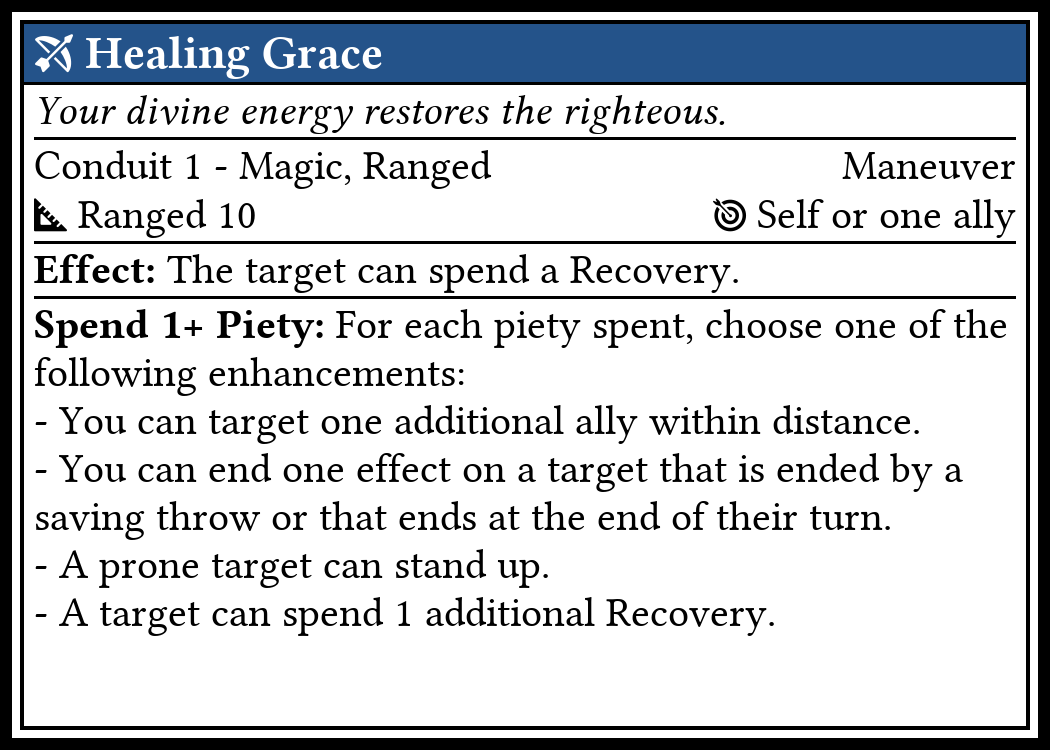 Healing Grace
Your divine energy restores the righteous.
Conduit 1 - Magic, Ranged Maneuver
Ranged 10 Self or one ally
Effect: The target can spend a Recovery.
Spend 1+ Piety: For each piety spent, choose one of the
following enhancements:
- You can target one additional ally within distance.
- You can end one effect on a target that is ended by a
saving throw or that ends at the end of their turn.
- A prone target can stand up.
- A target can spend 1 additional Recovery.